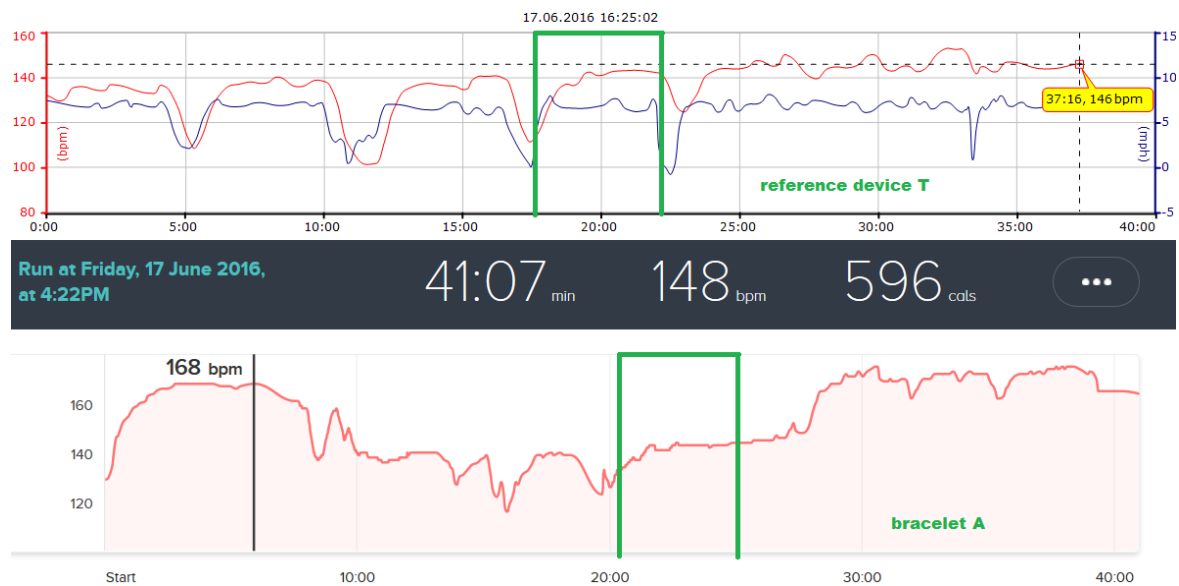 17.06.2016 16:25:02
160
140
120
100
80
(bpm)
15
10
5
0
-5
(mph)
37:16, 146 bpm
reference device T
0:00 5:00 10:00 15:00 20:00 25:00 30:00 35:00 40:00
Run at Friday, 17 June 2016,
at 4:22PM
41:07 min
148 bpm
596 cals
168 bpm
160
140
120
bracelet A
Start 10:00 20:00 30:00 40:00